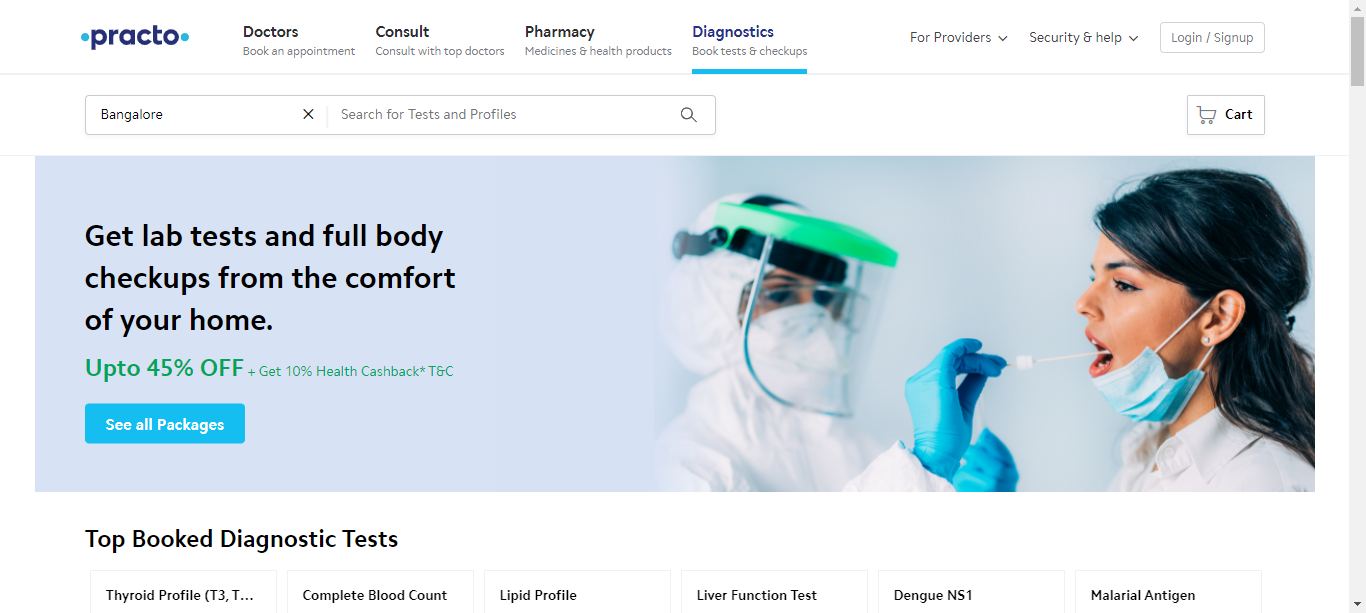 practo
Doctors
Book an appointment
Consult
Consult with top doctors
Pharmacy
Medicines & health products
Diagnostics
Book tests & checkups
For Providers
Security & help
Login / Signup
Bangalore
Search for Tests and Profiles
Cart
Get lab tests and full body
checkups from the comfort
of your home.
Upto 45% OFF + Get 10% Health Cashback* T&C
See all Packages
Top Booked Diagnostic Tests
Thyroid Profile (T3, T...
Complete Blood Count
Lipid Profile
Liver Function Test
Dengue NS1
Malarial Antigen